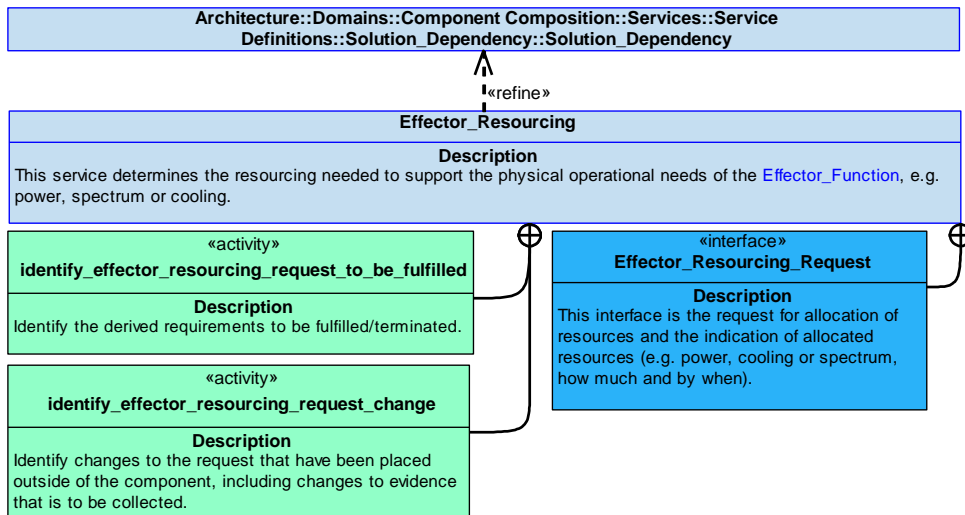 Architecture::Domains::Component Composition::Services::Service
Definitions::Solution_Dependency::Solution_Dependency
«refine»
Effector_Resourcing
Description
This service determines the resourcing needed to support the physical operational needs of the Effector_Function, e.g.
power, spectrum or cooling.
«activity»
identify_effector_resourcing_request_to_be_fulfilled
Description
Identify the derived requirements to be fulfilled/terminated.
«interface»
Effector_Resourcing_Request
Description
This interface is the request for allocation of
resources and the indication of allocated
resources (e.g. power, cooling or spectrum,
how much and by when).
«activity»
identify_effector_resourcing_request_change
Description
Identify changes to the request that have been placed
outside of the component, including changes to evidence
that is to be collected.